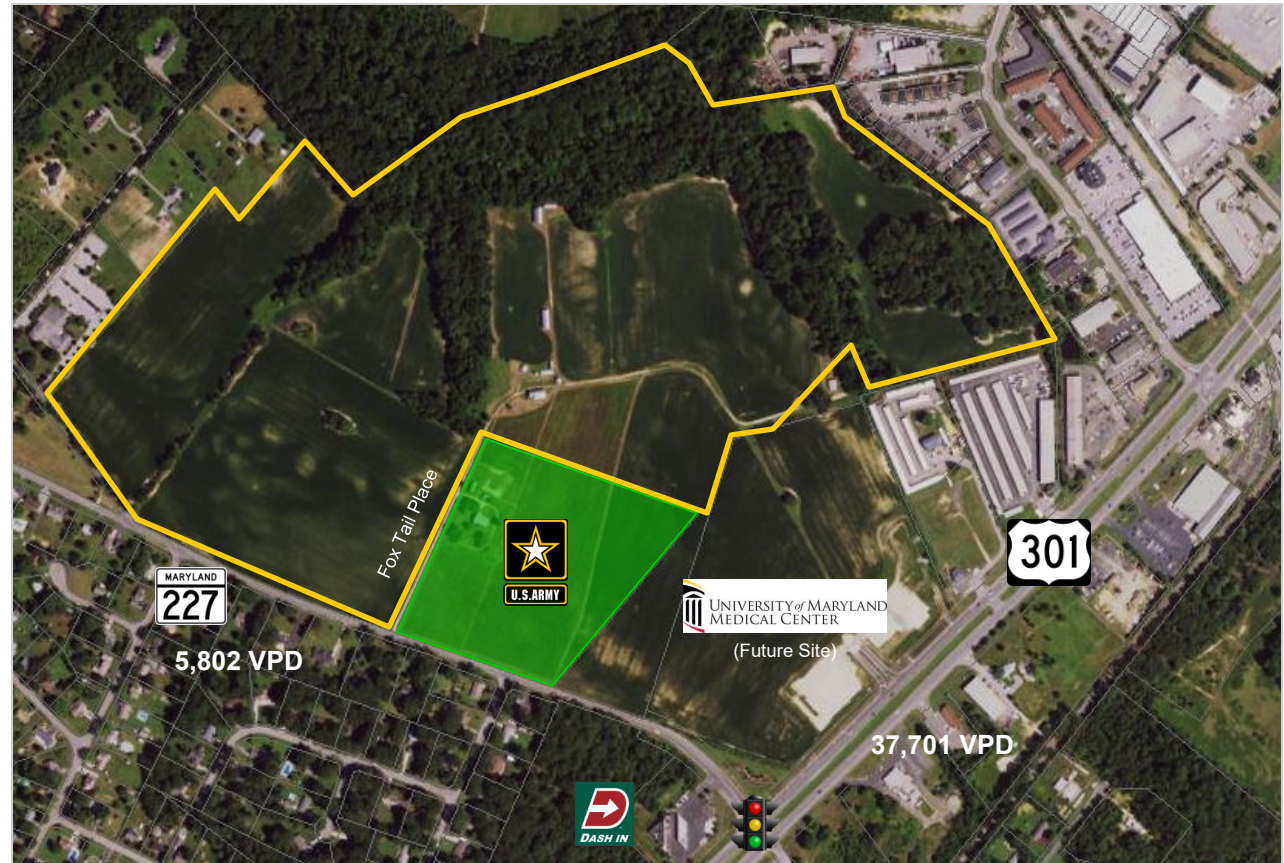 Fox Tail Place
U.S.ARMY
301
MARYLAND
227
UNIVERSITY of MARYLAND
MEDICAL CENTER
(Future Site)
5,802 VPD
37,701 VPD
DASH IN